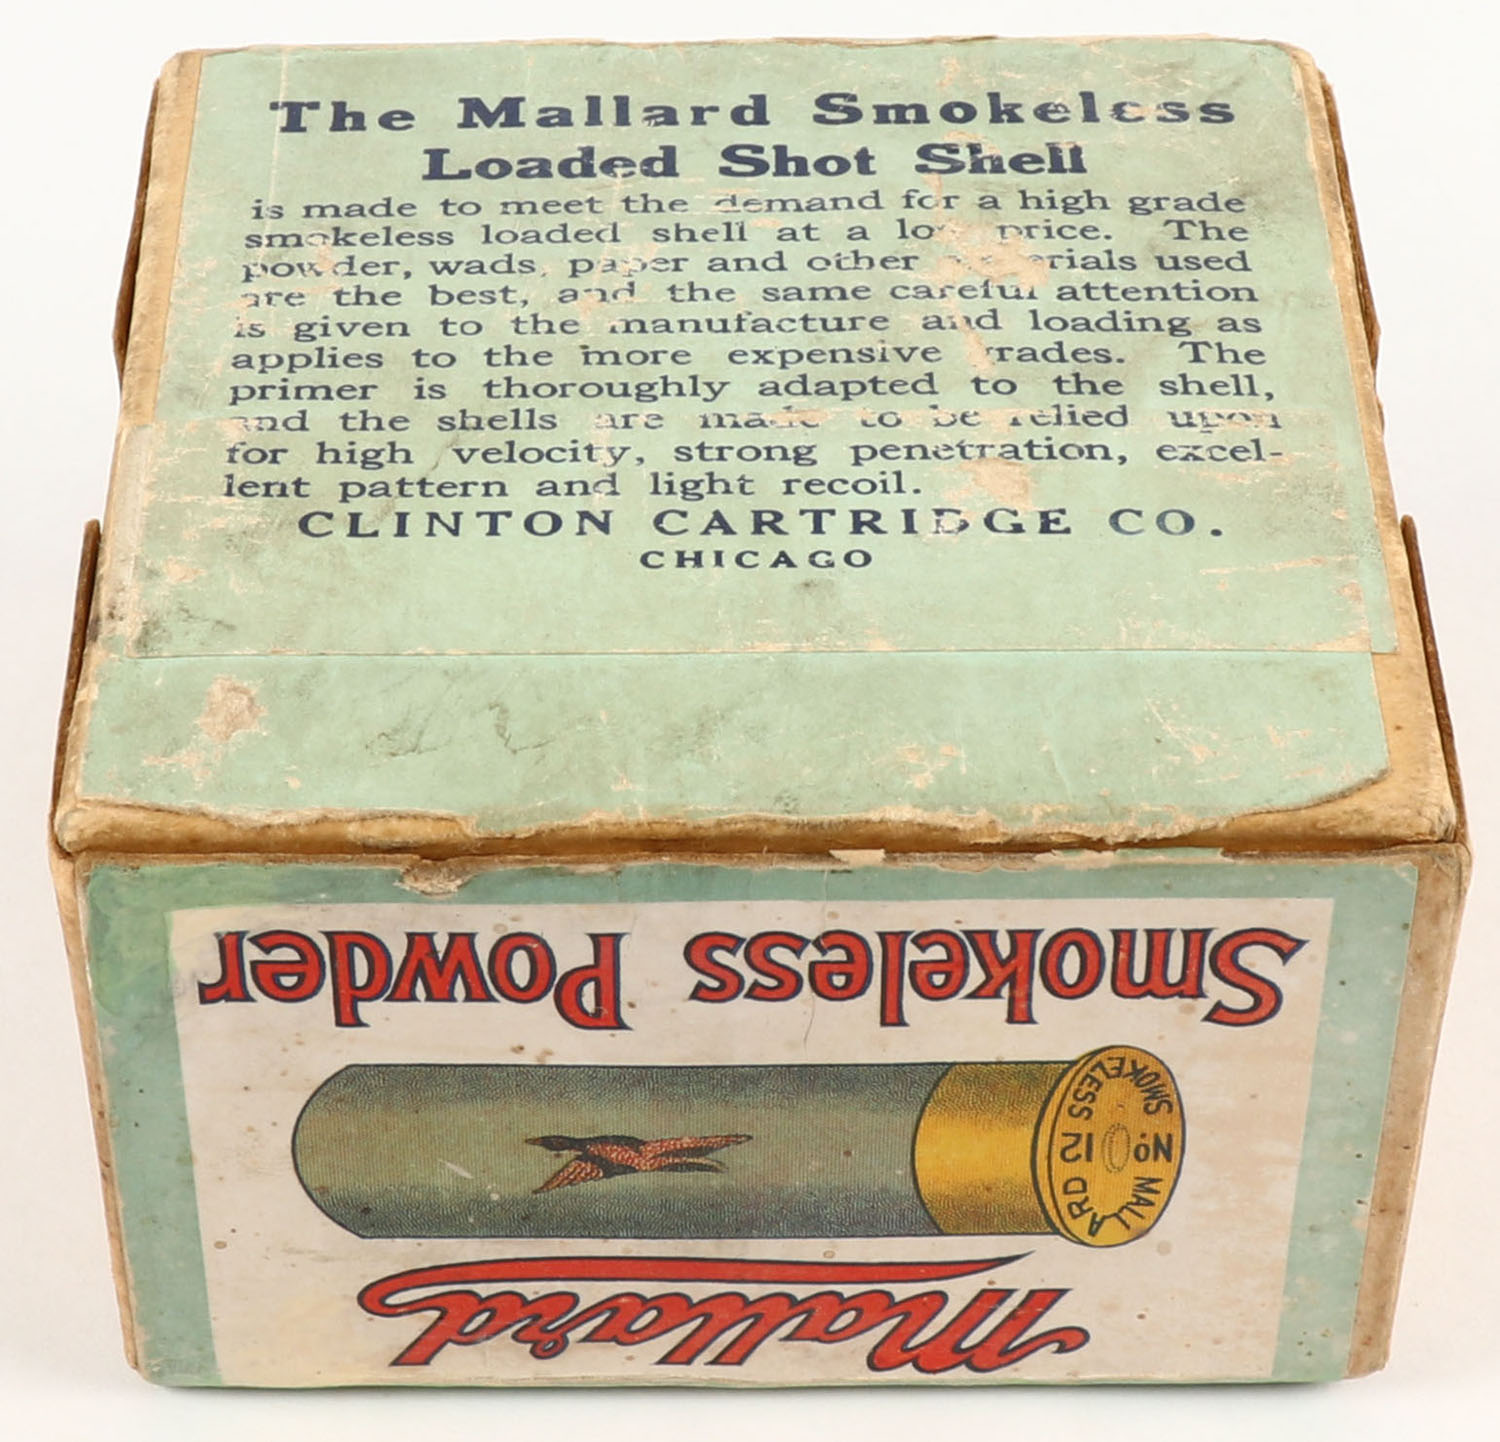 The Mallard Smokeless
Loaded Shot Shell
is made to meet the demand for a high grade
smokeless loaded shell at a low price. The
powder, wads, paper and other materials used
are the best, and the same careful attention
is given to the manufacture and loading as
applies to the more expensive grades. The
primer is thoroughly adapted to the shell,
and the shells are made to be relied upon
for high velocity, strong penetration, excel-
lent pattern and light recoil.
CLINTON CARTRIDGE CO.
CHICAGO
Mallard
MALLARD
No 12
SMOKELESS
Smokeless Powder